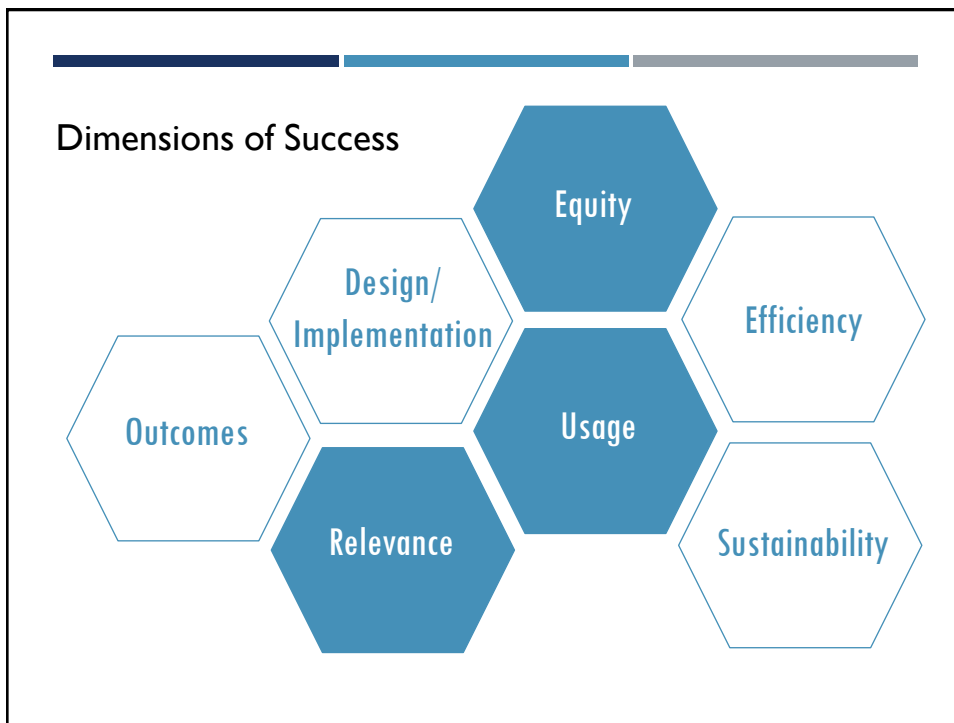 Dimensions of Success
Equity
Design/
Implementation
Efficiency
Outcomes
Usage
Relevance
Sustainability